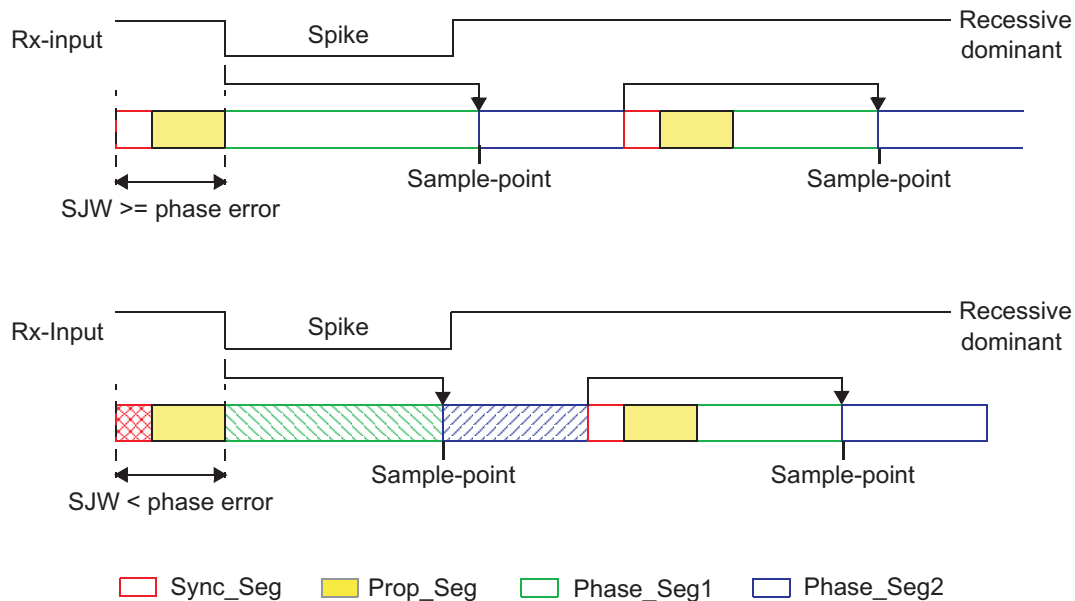 Rx-input
Spike
Recessive
dominant
Sample-point
Sample-point
SJW >= phase error
Rx-Input
Spike
Recessive
dominant
Sample-point
Sample-point
SJW < phase error
Sync_Seg
Prop_Seg
Phase_Seg1
Phase_Seg2